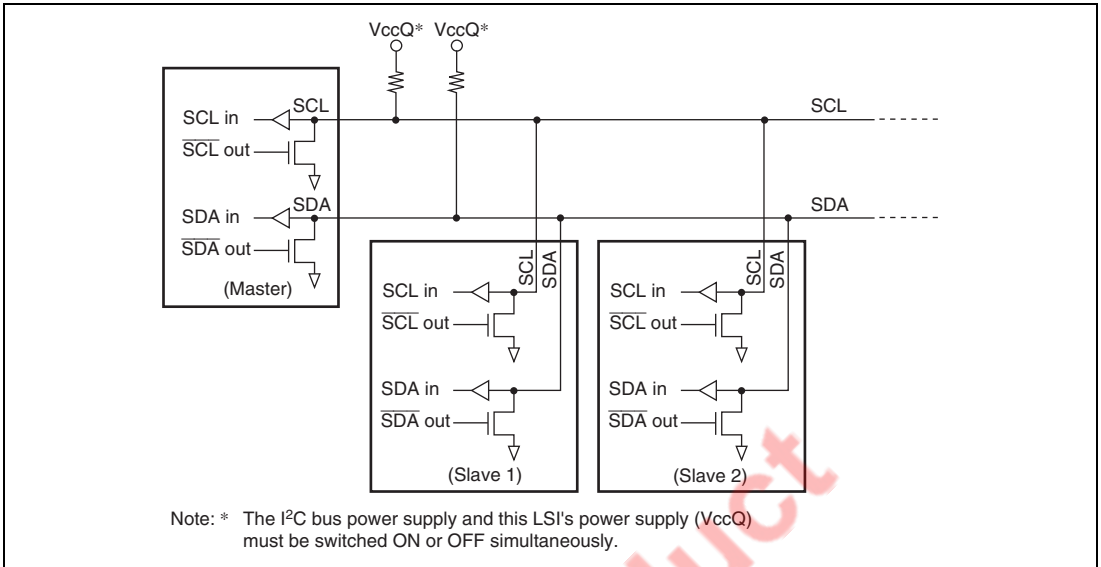 VccQ* VccQ*
SCL
SCL in
SCL out
SDA
SDA in
SDA out
(Master)
SCL
SDA
SCL
SDA
SCL in
SCL out
SDA in
SDA out
(Slave 1)
SCL
SDA
SCL in
SCL out
SDA in
SDA out
(Slave 2)
Note: * The I²C bus power supply and this LSI's power supply (VccQ)
must be switched ON or OFF simultaneously.
uct